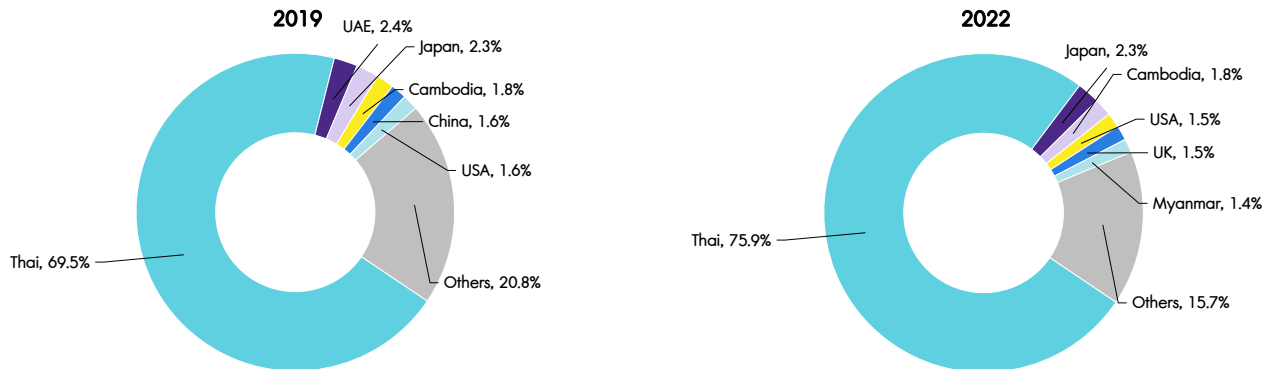 2019
UAE, 2.4%
Japan, 2.3%
Cambodia, 1.8%
China, 1.6%
USA, 1.6%
Thai, 69.5%
Others, 20.8%
2022
Japan, 2.3%
Cambodia, 1.8%
USA, 1.5%
UK, 1.5%
Myanmar, 1.4%
Thai, 75.9%
Others, 15.7%